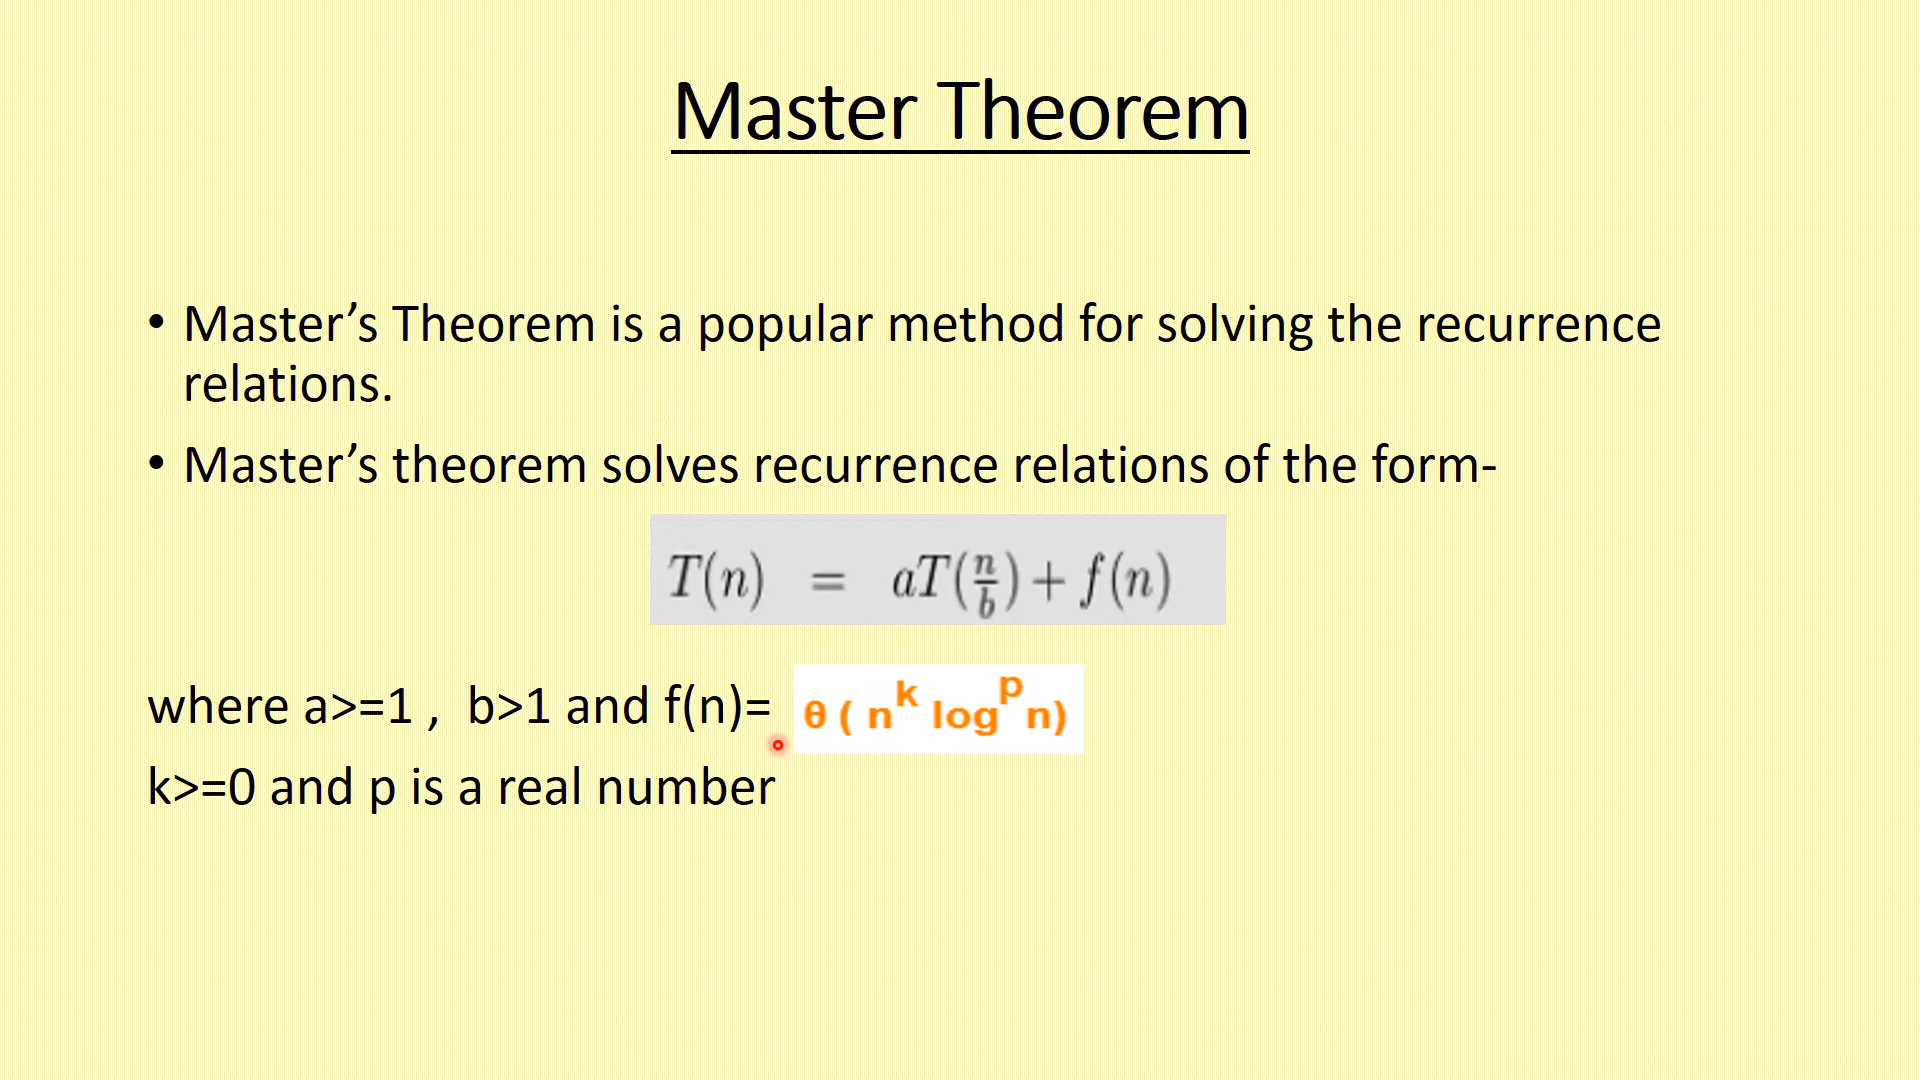 Master Theorem
• Master’s Theorem is a popular method for solving the recurrence
relations.
• Master’s theorem solves recurrence relations of the form-
T(n) = aT(n/b) + f(n)
where a>=1 , b>1 and f(n)= θ ( n^k log^p n)
k>=0 and p is a real number